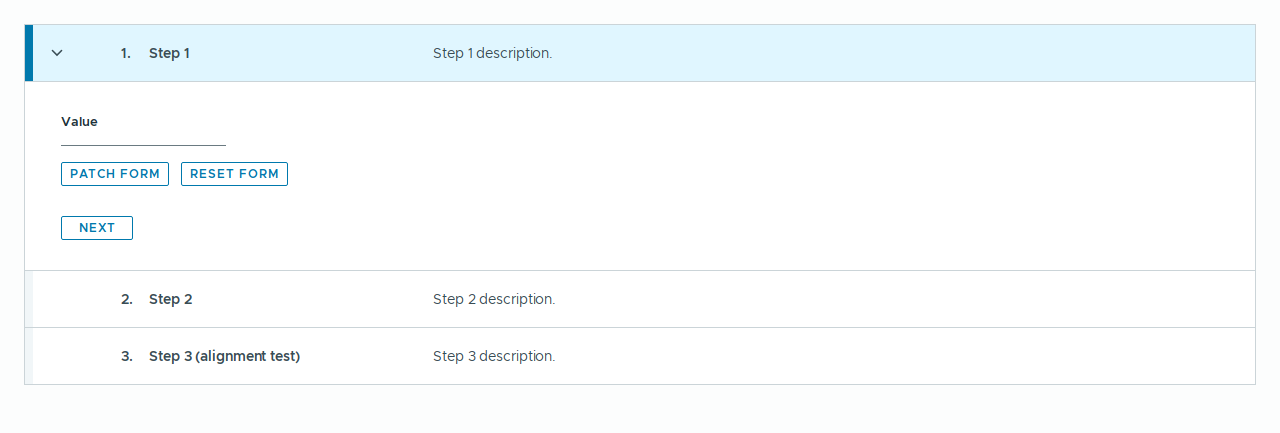 1. Step 1 Step 1 description.
Value
PATCH FORM RESET FORM
NEXT
2. Step 2 Step 2 description.
3. Step 3 (alignment test) Step 3 description.